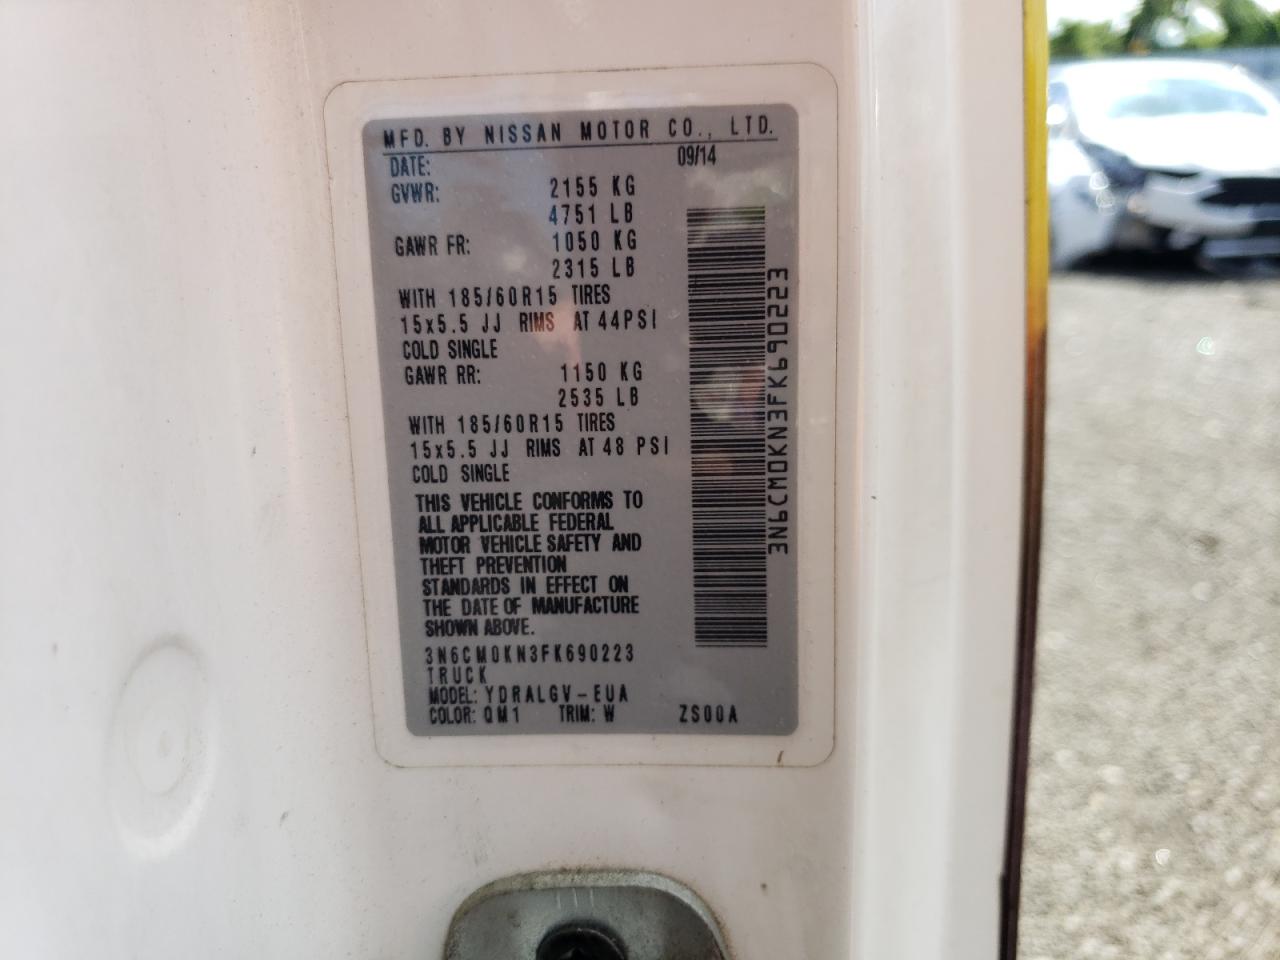 MFD. BY NISSAN MOTOR CO., LTD.
DATE: 09/14
GVWR: 2155 KG
4751 LB
GAWR FR: 1050 KG
2315 LB
WITH 185/60R15 TIRES
15x5.5 JJ RIMS AT 44PSI
COLD SINGLE
GAWR RR: 1150 KG
2535 LB
WITH 185/60R15 TIRES
15x5.5 JJ RIMS AT 48 PSI
COLD SINGLE
THIS VEHICLE CONFORMS TO
ALL APPLICABLE FEDERAL
MOTOR VEHICLE SAFETY AND
THEFT PREVENTION
STANDARDS IN EFFECT ON
THE DATE OF MANUFACTURE
SHOWN ABOVE.
3N6CM0KN3FK690223
TRUCK
MODEL: YDRALGV-EUA
COLOR: QM1 TRIM: W ZS00A
3N6CM0KN3FK690223